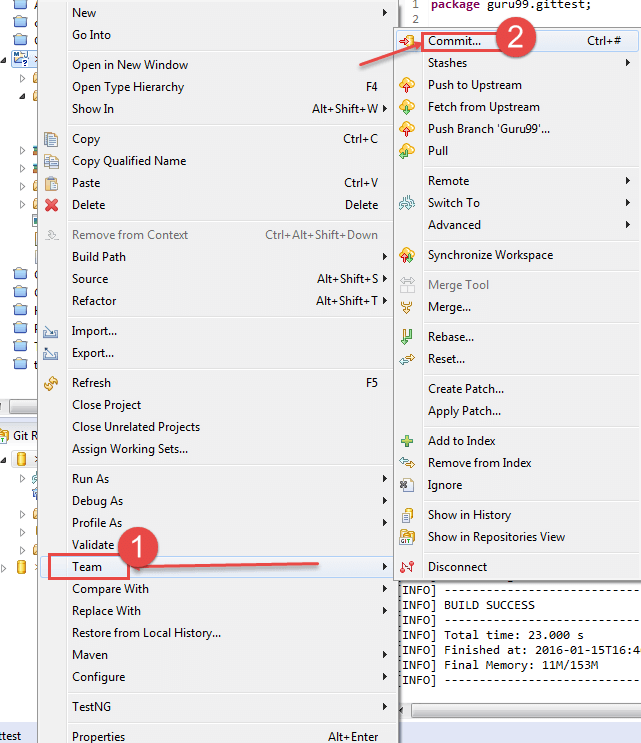 1 package guru99.gittest;
2
New
Go Into
Open in New Window
Open Type Hierarchy F4
Show In Alt+Shift+W
Copy Ctrl+C
Copy Qualified Name
Paste Ctrl+V
Delete Delete
Remove from Context Ctrl+Alt+Shift+Down
Build Path
Source Alt+Shift+S
Refactor Alt+Shift+T
Import...
Export...
Refresh F5
Close Project
Close Unrelated Projects
Assign Working Sets...
Run As
Debug As
Profile As
Validate
1
Team
Compare With
Replace With
Restore from Local History...
Maven
Configure
TestNG
Properties Alt+Enter
2
Commit... Ctrl+#
Stashes
Push to Upstream
Fetch from Upstream
Push Branch 'Guru99'...
Pull
Remote
Switch To
Advanced
Synchronize Workspace
Merge Tool
Merge...
Rebase...
Reset...
Create Patch...
Apply Patch...
Add to Index
Remove from Index
Ignore
Show in History
GIT Show in Repositories View
Disconnect
[INFO] ------------------------
[INFO] BUILD SUCCESS
[INFO] ------------------------
[INFO] Total time: 23.000 s
[INFO] Finished at: 2016-01-15T16:4
[INFO] Final Memory: 11M/153M
[INFO] ------------------------
Git R
ttest